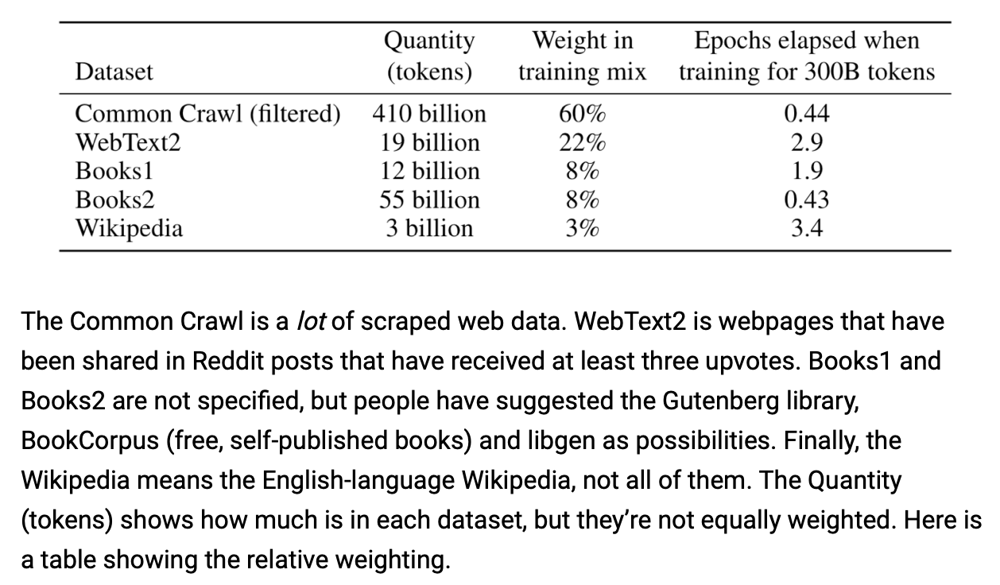 Dataset Quantity (tokens) Weight in training mix Epochs elapsed when training for 300B tokens
Common Crawl (filtered) 410 billion 60% 0.44
WebText2 19 billion 22% 2.9
Books1 12 billion 8% 1.9
Books2 55 billion 8% 0.43
Wikipedia 3 billion 3% 3.4
The Common Crawl is a lot of scraped web data. WebText2 is webpages that have
been shared in Reddit posts that have received at least three upvotes. Books1 and
Books2 are not specified, but people have suggested the Gutenberg library,
BookCorpus (free, self-published books) and libgen as possibilities. Finally, the
Wikipedia means the English-language Wikipedia, not all of them. The Quantity
(tokens) shows how much is in each dataset, but they’re not equally weighted. Here is
a table showing the relative weighting.